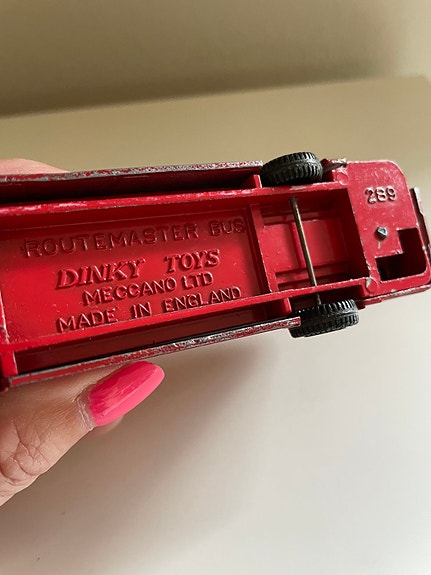 289
ROUTEMASTER BUS
DINKY TOYS
MECCANO LTD
MADE IN ENGLAND